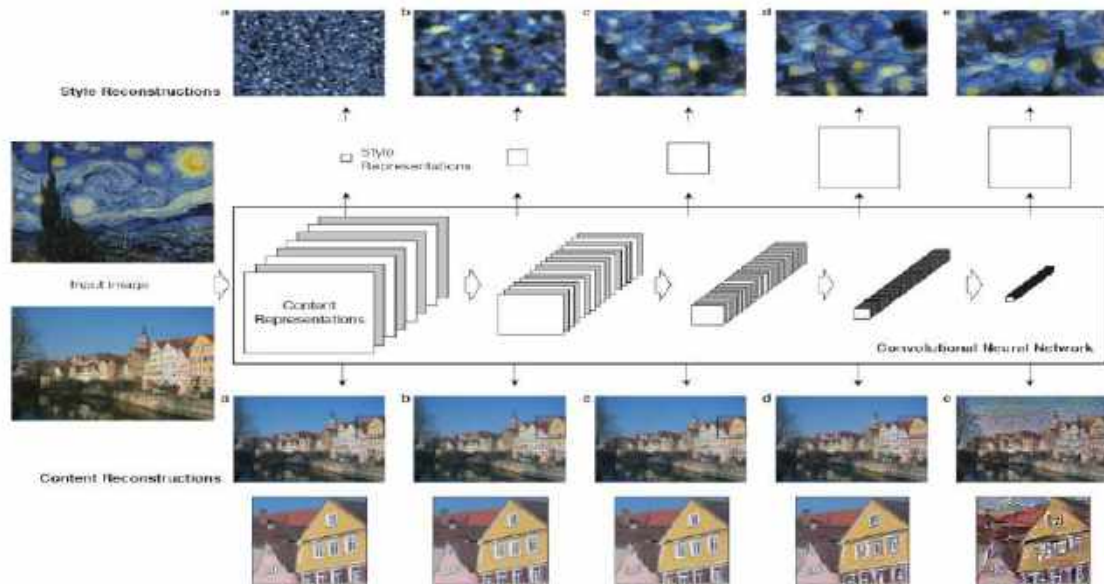 a
b
c
d
e
Style Reconstructions
Style
Representations
Input image
Content
Representations
Convolutional Neural Network
a
b
c
d
e
Content Reconstructions